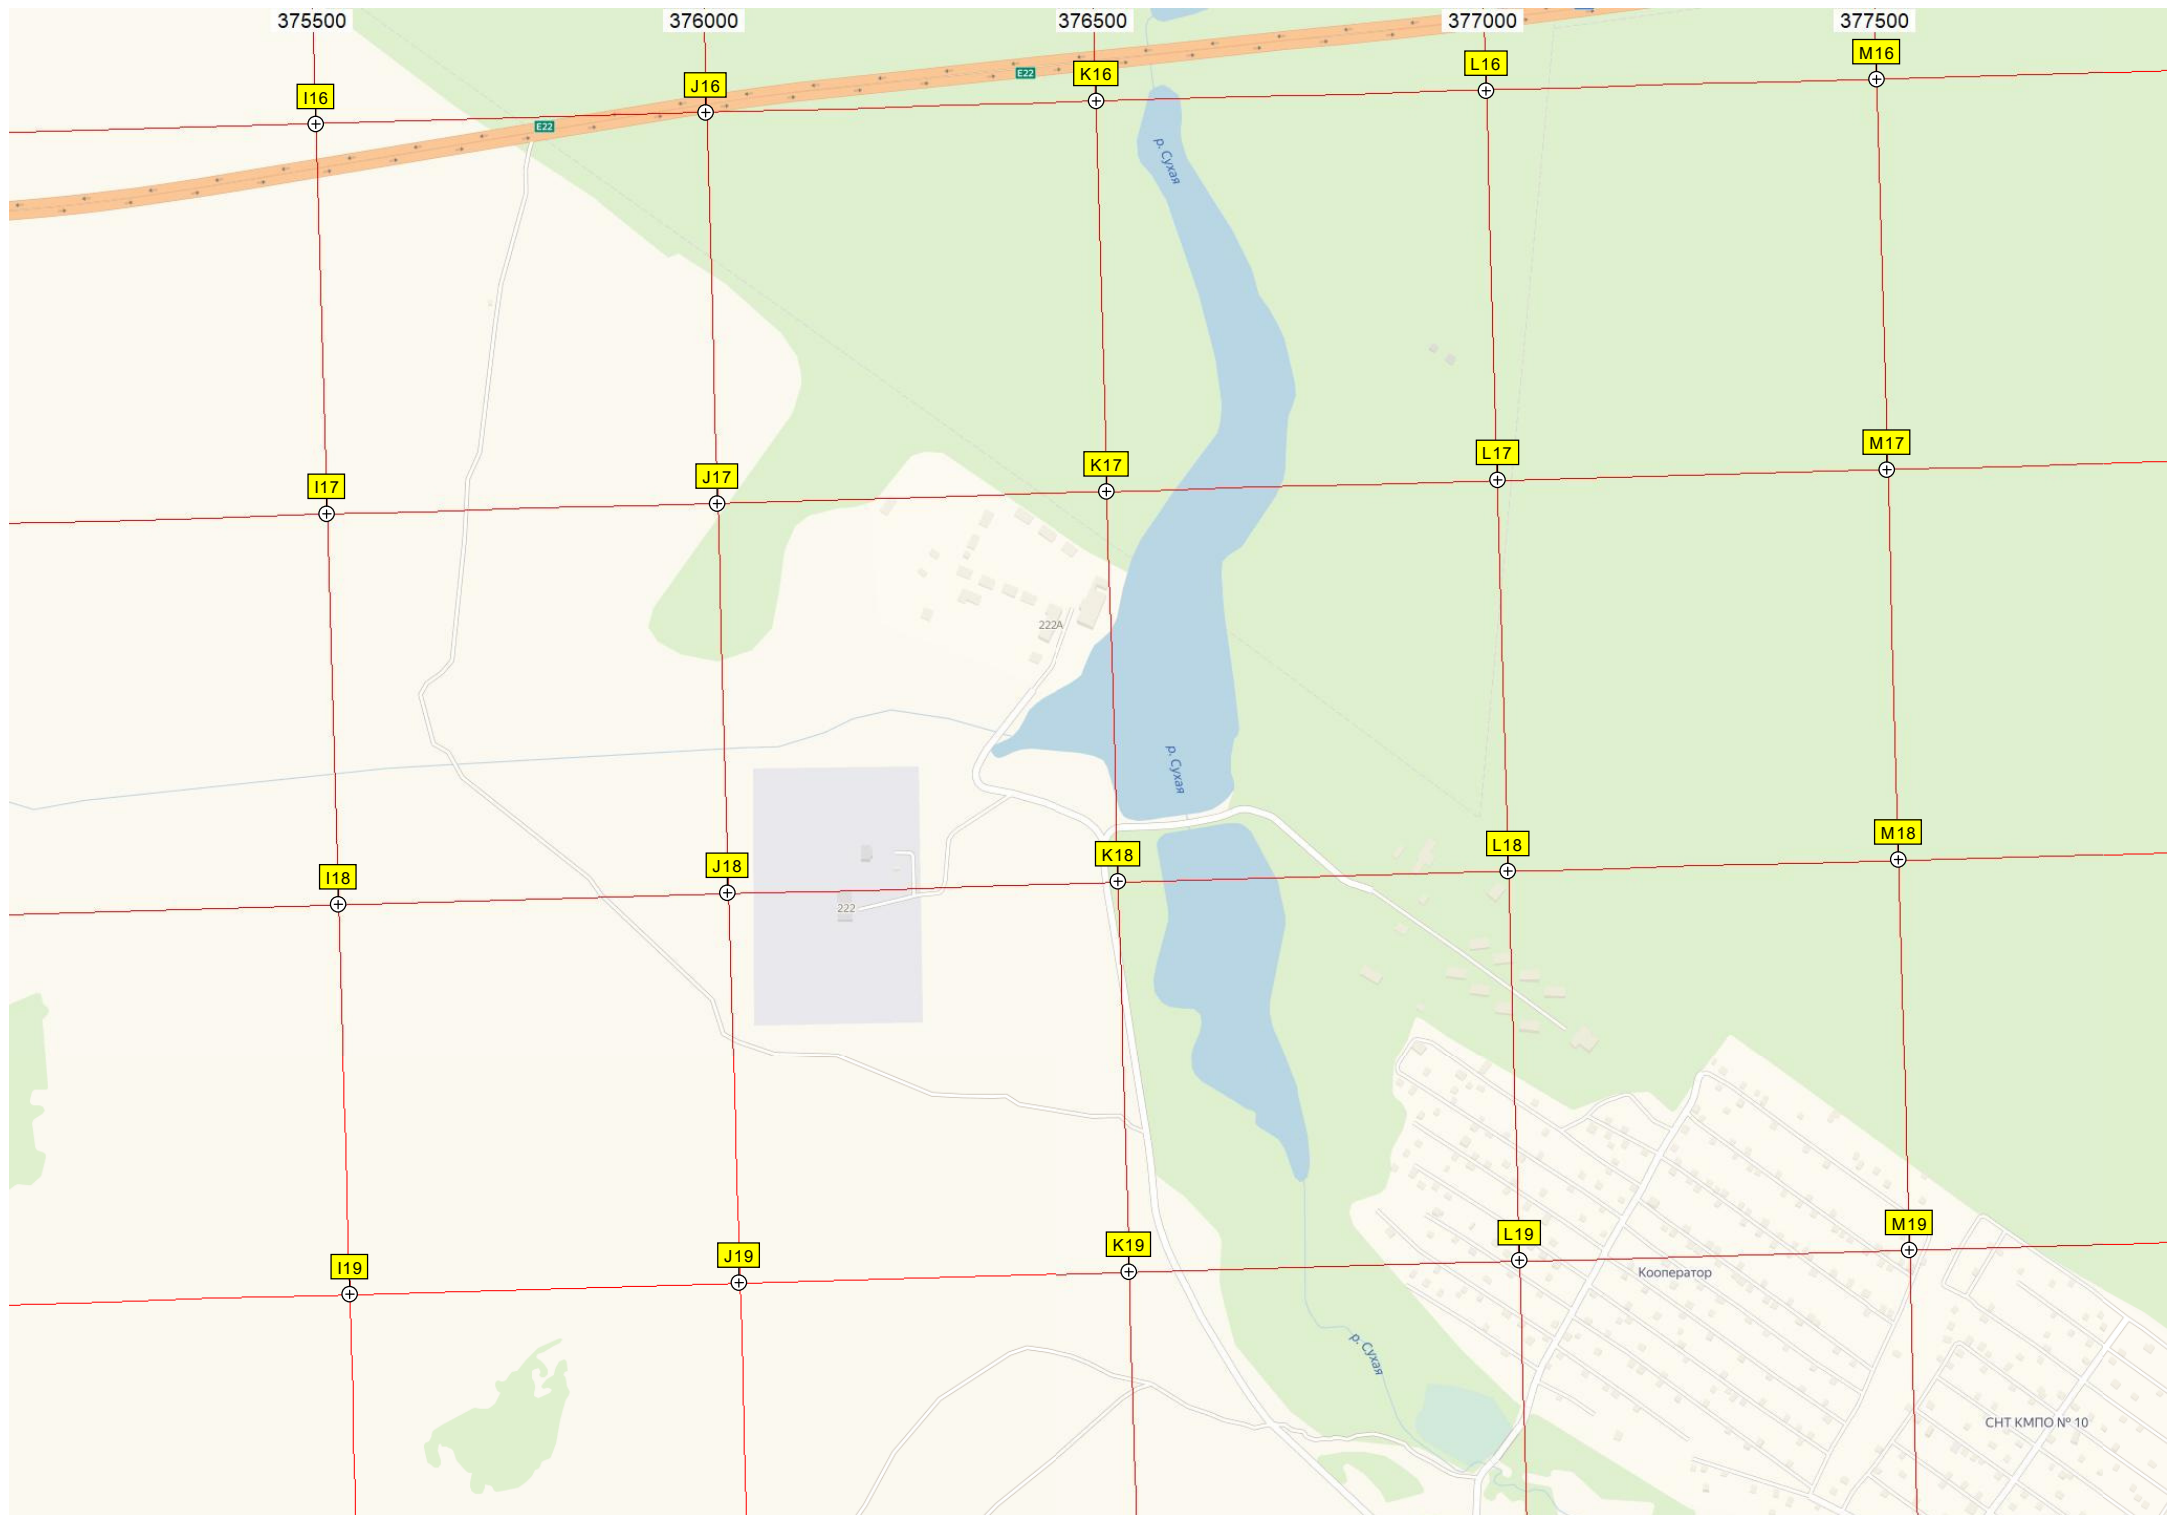 375500 376000 376500 377000 377500
I16 J16 K16 L16 M16
E22 E22
р. Сухая
I17 J17 K17 L17 M17
222А
р. Сухая
I18 J18 K18 L18 M18
222
I19 J19 K19 L19 M19
Кооператор
р. Сухая
СНТ КМПО № 10